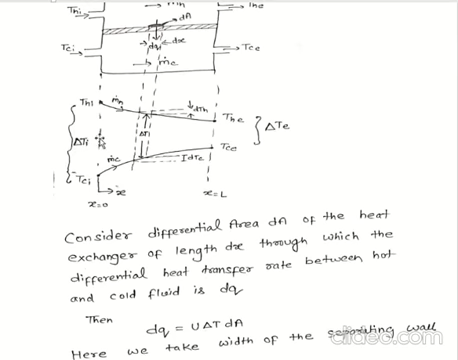 Thi
ṁh
dA
The
Tci
dq
dx
Tce
ṁc
Thi
ṁh
dTh
The
ΔTi
ΔT
ΔTe
ṁc
dTc
Tce
Tci
x
x=0
x=L
Consider differential Area dA of the heat
exchanger of length dx through which the
differential heat transfer rate between hot
and cold fluid is dq
Then
dq = UΔT dA
Here we take width of the separating wall
clideo.com